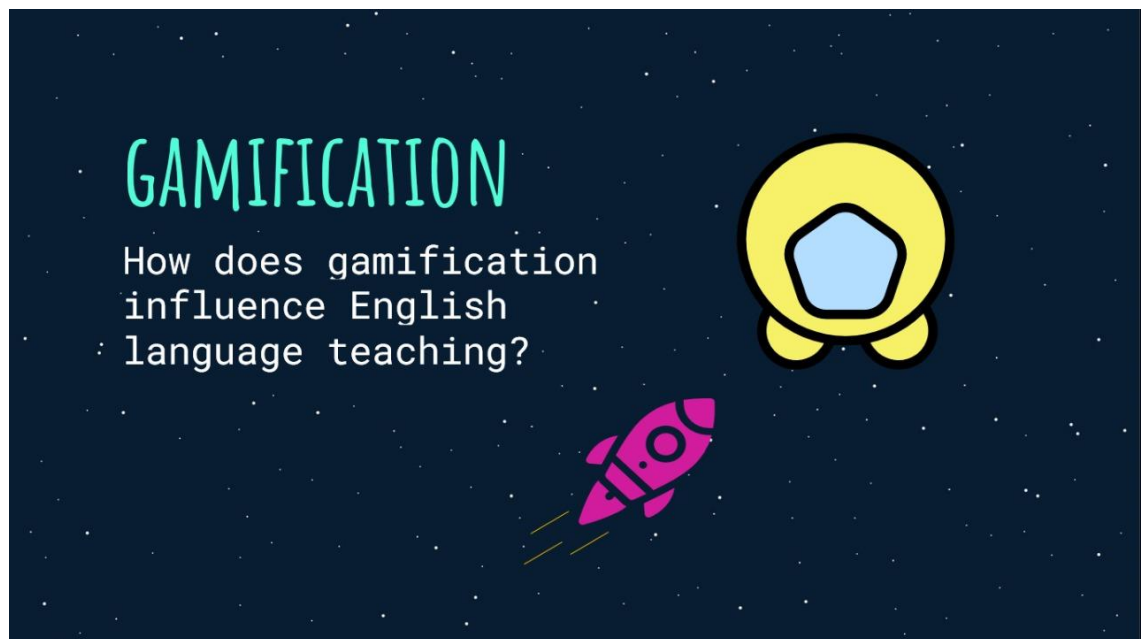 GAMIFICATION
How does gamification
influence English
language teaching?